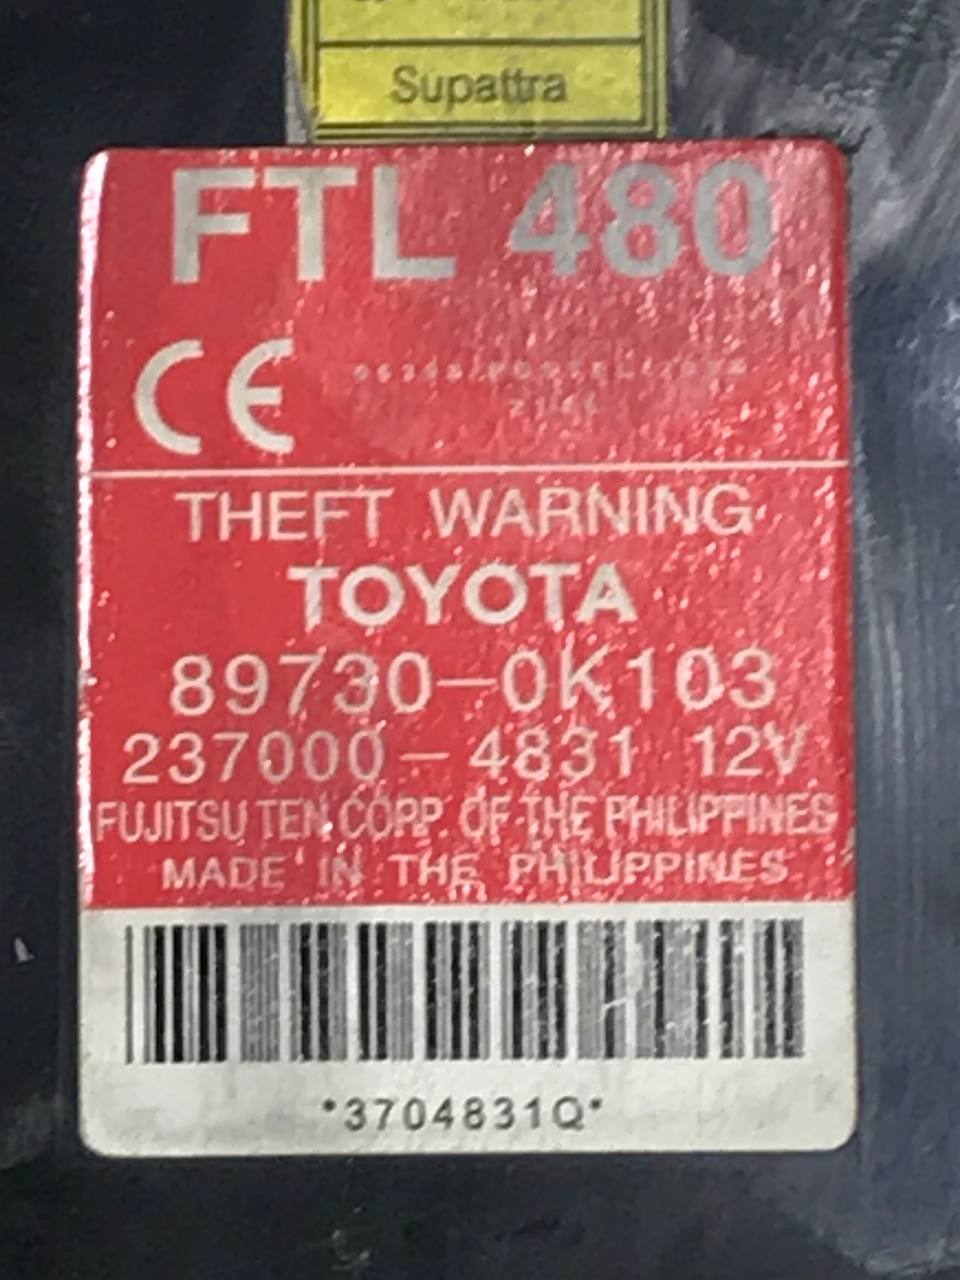 Supattra
FTL 480
CE
THEFT WARNING
TOYOTA
89730-0K103
237000-4831 12V
FUJITSU TEN CORP. OF THE PHILIPPINES
MADE IN THE PHILIPPINES
*3704831Q*